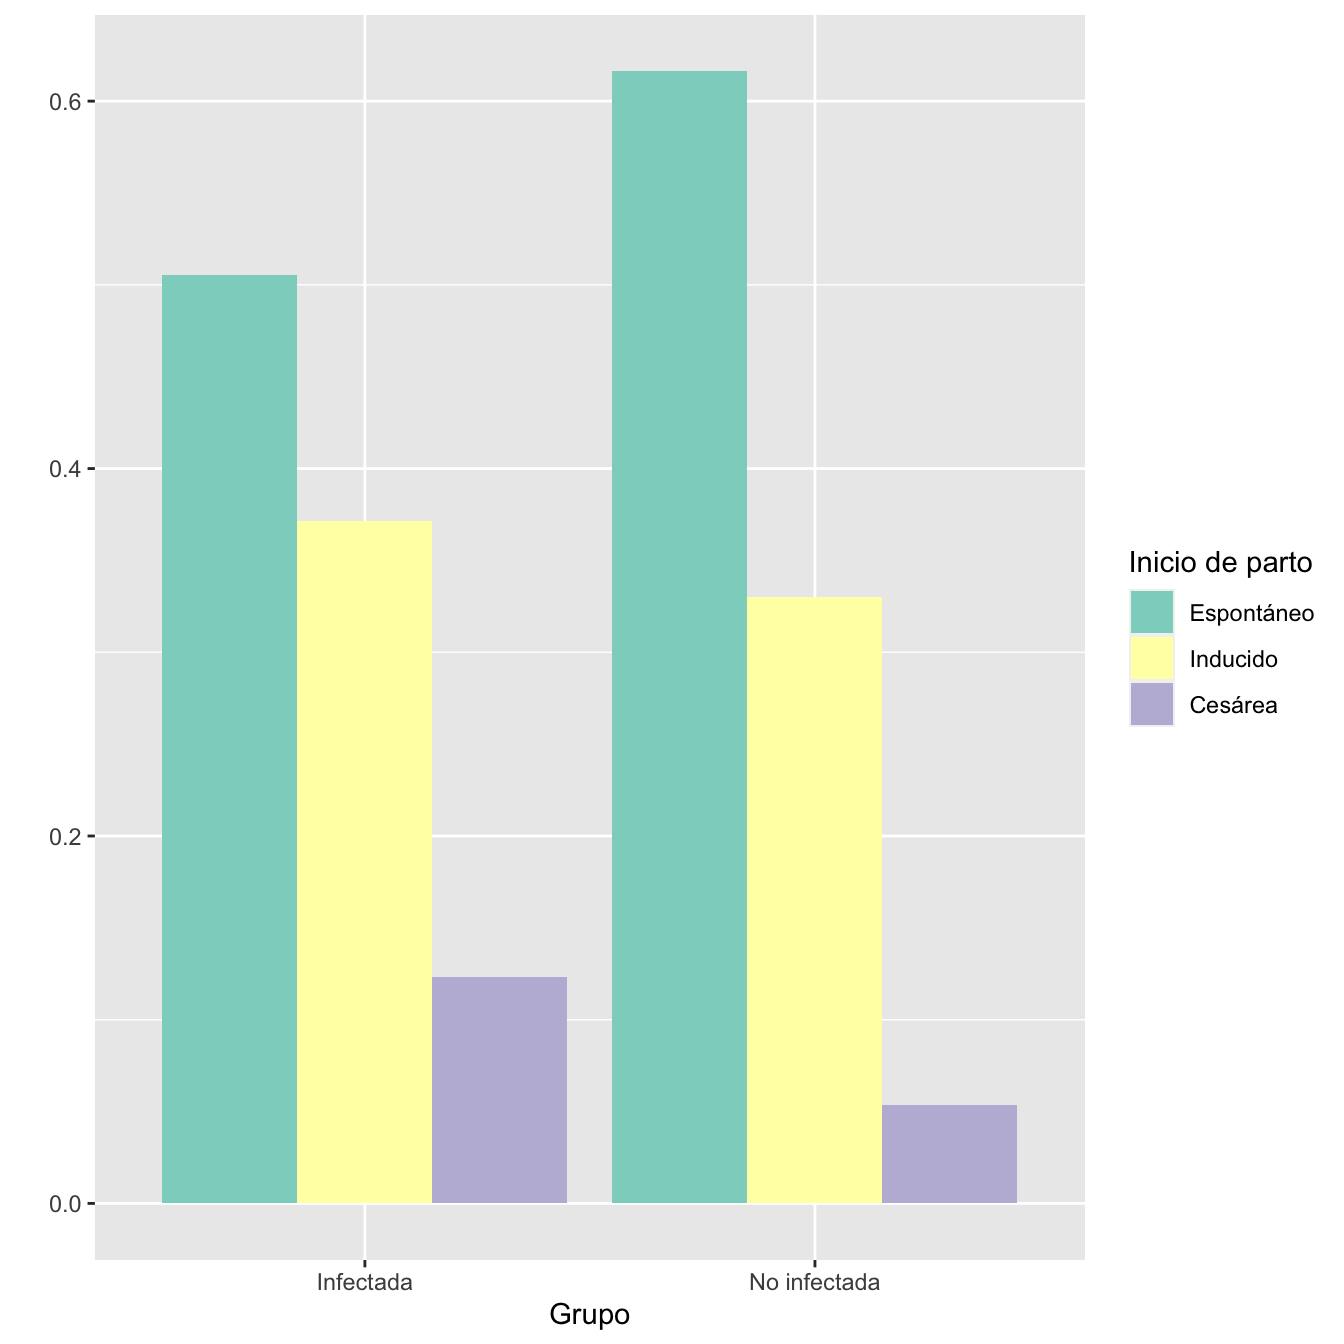 0.6
0.4
0.2
0.0
Infectada
No infectada
Grupo
Inicio de parto
Espontáneo
Inducido
Cesárea